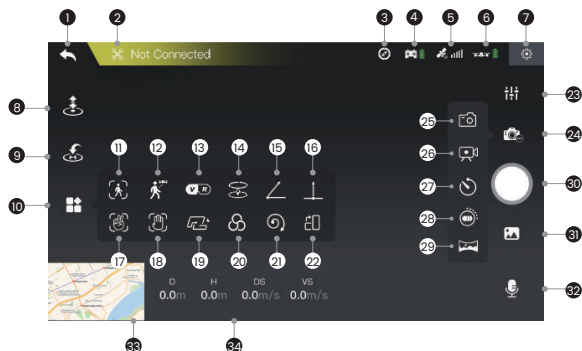 1 2 3 4 5 6 7
Not Connected
8 23
25
9 11 12 13 14 15 16 26 24
V R
10 27 30
28
17 18 19 20 21 22 29 31
D H DS VS
0.0m 0.0m 0.0m/s 0.0m/s
32
33 34